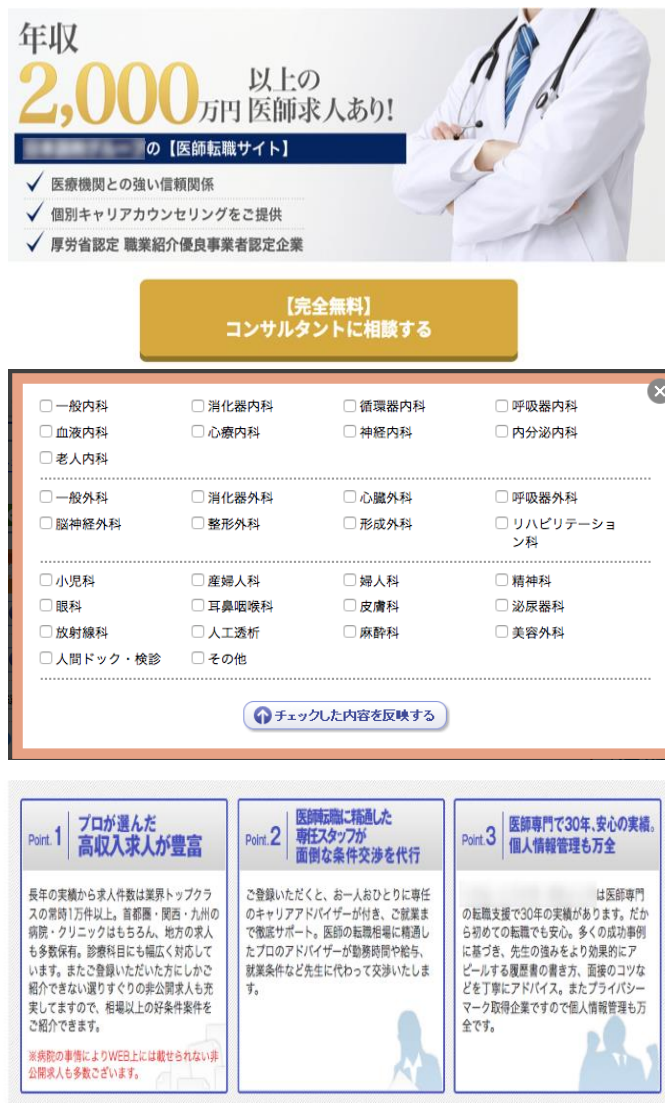 年収
2,000万円
以上の
医師求人あり!
の【医師転職サイト】
医療機関との強い信頼関係
個別キャリアカウンセリングをご提供
厚労省認定 職業紹介優良事業者認定企業
【完全無料】
コンサルタントに相談する
一般内科 消化器内科 循環器内科 呼吸器内科
血液内科 心療内科 神経内科 内分泌内科
老人内科
一般外科 消化器外科 心臓外科 呼吸器外科
脳神経外科 整形外科 形成外科 リハビリテーショ
ン科
小児科 産婦人科 婦人科 精神科
眼科 耳鼻咽喉科 皮膚科 泌尿器科
放射線科 人工透析 麻酔科 美容外科
人間ドック・検診 その他
チェックした内容を反映する
Point.1
プロが選んだ
高収入求人が豊富
長年の実績から求人件数は業界トップクラ
スの常時1万件以上。首都圏・関西・九州の
病院・クリニックはもちろん、地方の求人
も多数保有。診療科目にも幅広く対応して
います。またご登録いただいた方にしかご
紹介できない選りすぐりの非公開求人も充
実してますので、相場以上の好条件案件を
ご紹介できます。
※病院の事情によりWEB上には載せられない非
公開求人も多数ございます。
Point.2
医師転職に精通した
専任スタッフが
面倒な条件交渉を代行
ご登録いただくと、お一人おひとりに専任
のキャリアアドバイザーが付き、ご就業ま
で徹底サポート。医師の転職相場に精通し
たプロのアドバイザーが勤務時間や給与、
就業条件など先生に代わって交渉いたしま
す。
Point.3
医師専門で30年、安心の実績。
個人情報管理も万全
は医師専門
の転職支援で30年の実績があります。だか
ら初めての転職でも安心。多くの成功事例
に基づき、先生の強みをより効果的にア
ピールする履歴書の書き方、面接のコツな
どを丁寧にアドバイス。またプライバシー
マーク取得企業ですので個人情報管理も万
全です。